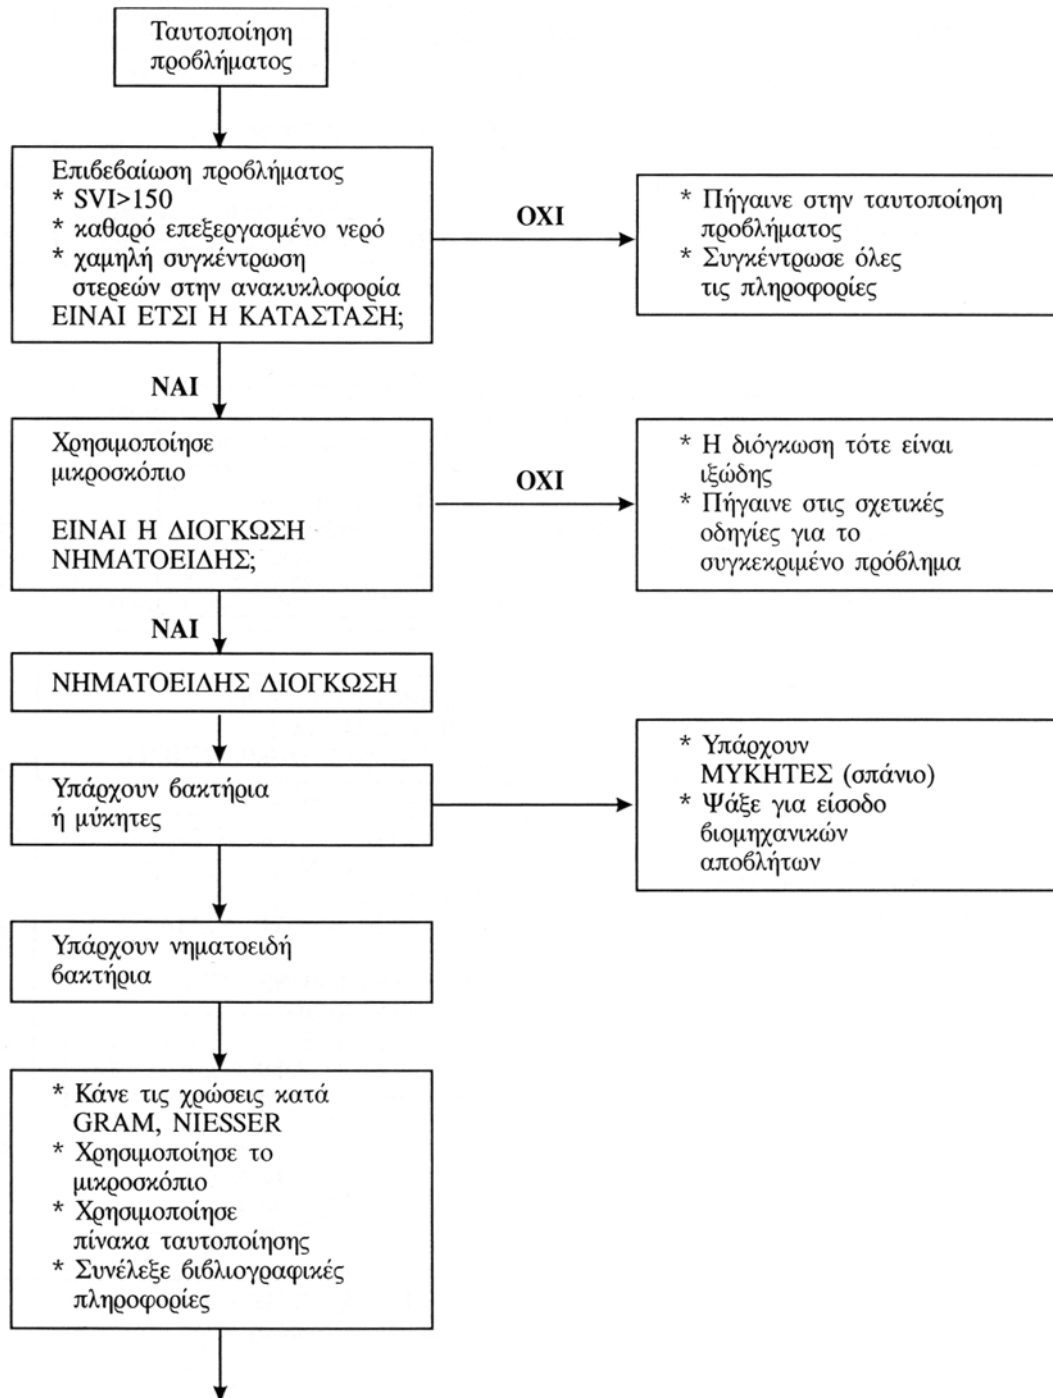 Ταυτοποίηση
προβλήματος
Επιβεβαίωση προβλήματος
* SVI>150
* καθαρό επεξεργασμένο νερό
* χαμηλή συγκέντρωση
στερεών στην ανακυκλοφορία
ΕΙΝΑΙ ΕΤΣΙ Η ΚΑΤΑΣΤΑΣΗ;
ΟΧΙ
* Πήγαινε στην ταυτοποίηση
προβλήματος
* Συγκέντρωσε όλες
τις πληροφορίες
ΝΑΙ
Χρησιμοποίησε
μικροσκόπιο
ΕΙΝΑΙ Η ΔΙΟΓΚΩΣΗ
ΝΗΜΑΤΟΕΙΔΗΣ;
ΟΧΙ
* Η διόγκωση τότε είναι
ιξώδης
* Πήγαινε στις σχετικές
οδηγίες για το
συγκεκριμένο πρόβλημα
ΝΑΙ
ΝΗΜΑΤΟΕΙΔΗΣ ΔΙΟΓΚΩΣΗ
Υπάρχουν βακτήρια
ή μύκητες
* Υπάρχουν
ΜΥΚΗΤΕΣ (σπάνιο)
* Ψάξε για είσοδο
βιομηχανικών
αποβλήτων
Υπάρχουν νηματοειδή
βακτήρια
* Κάνε τις χρώσεις κατά
GRAM, NIESSER
* Χρησιμοποίησε το
μικροσκόπιο
* Χρησιμοποίησε
πίνακα ταυτοποίησης
* Συνέλεξε βιβλιογραφικές
πληροφορίες